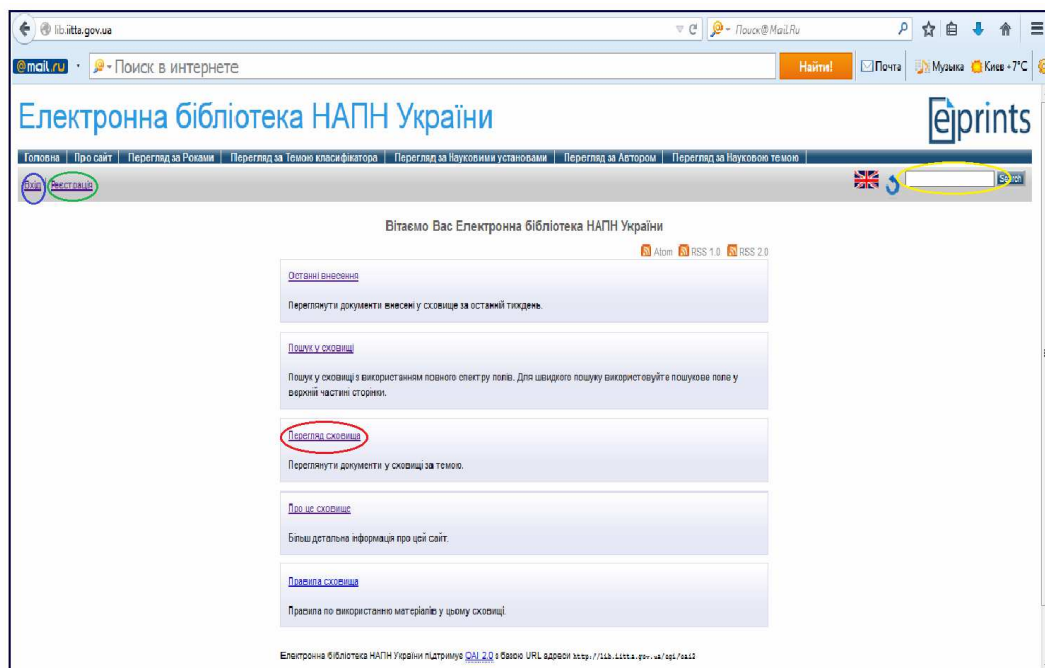 lib.iitta.gov.ua
Поиск@Mail.Ru
@mail.ru
Поиск в интернете
Найти!
Почта
Музыка
Киев +7°C
Електронна бібліотека НАПН України
eprints
Головна
Про сайт
Перегляд за Роками
Перегляд за Темою класифікатора
Перегляд за Науковими установами
Перегляд за Автором
Перегляд за Науковою темою
Вхід
Реєстрація
Search
Вітаємо Вас Електронна бібліотека НАПН України
Atom RSS 1.0 RSS 2.0
Останні внесення
Переглянути документи внесені у сховище за останній тиждень.
Пошук у сховищі
Пошук у сховищі з використанням повного спектру полів. Для швидкого пошуку використовуйте пошукове поле у
верхній частині сторінки.
Перегляд сховища
Переглянути документи у сховищі за темою.
Про це сховище
Більш детальна інформація про цей сайт.
Правила сховища
Правила по використанню матеріалів у цьому сховищі.
Електронна бібліотека НАПН України підтримує OAI 2.0 з базою URL адреси http://lib.iitta.gov.ua/cgi/oai2